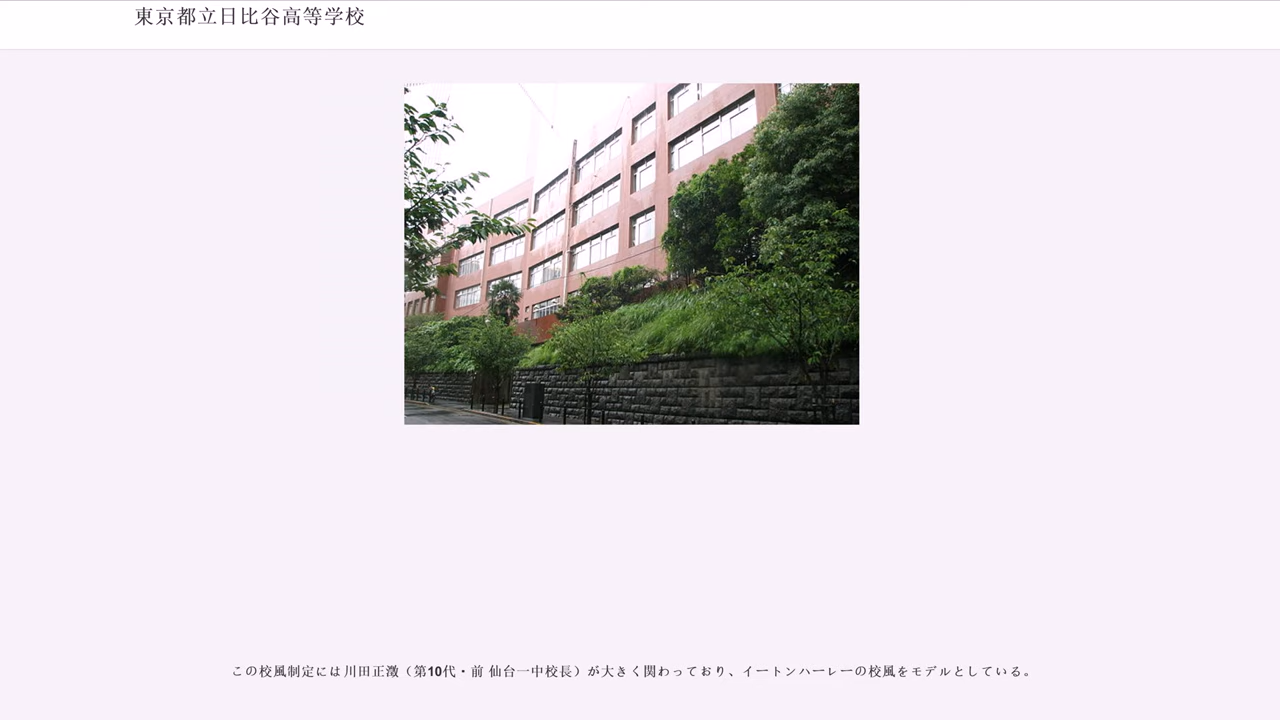 東京都立日比谷高等学校
この校風制定には川田正澂（第10代・前 仙台一中校長）が大きく関わっており、イートンハーレーの校風をモデルとしている。